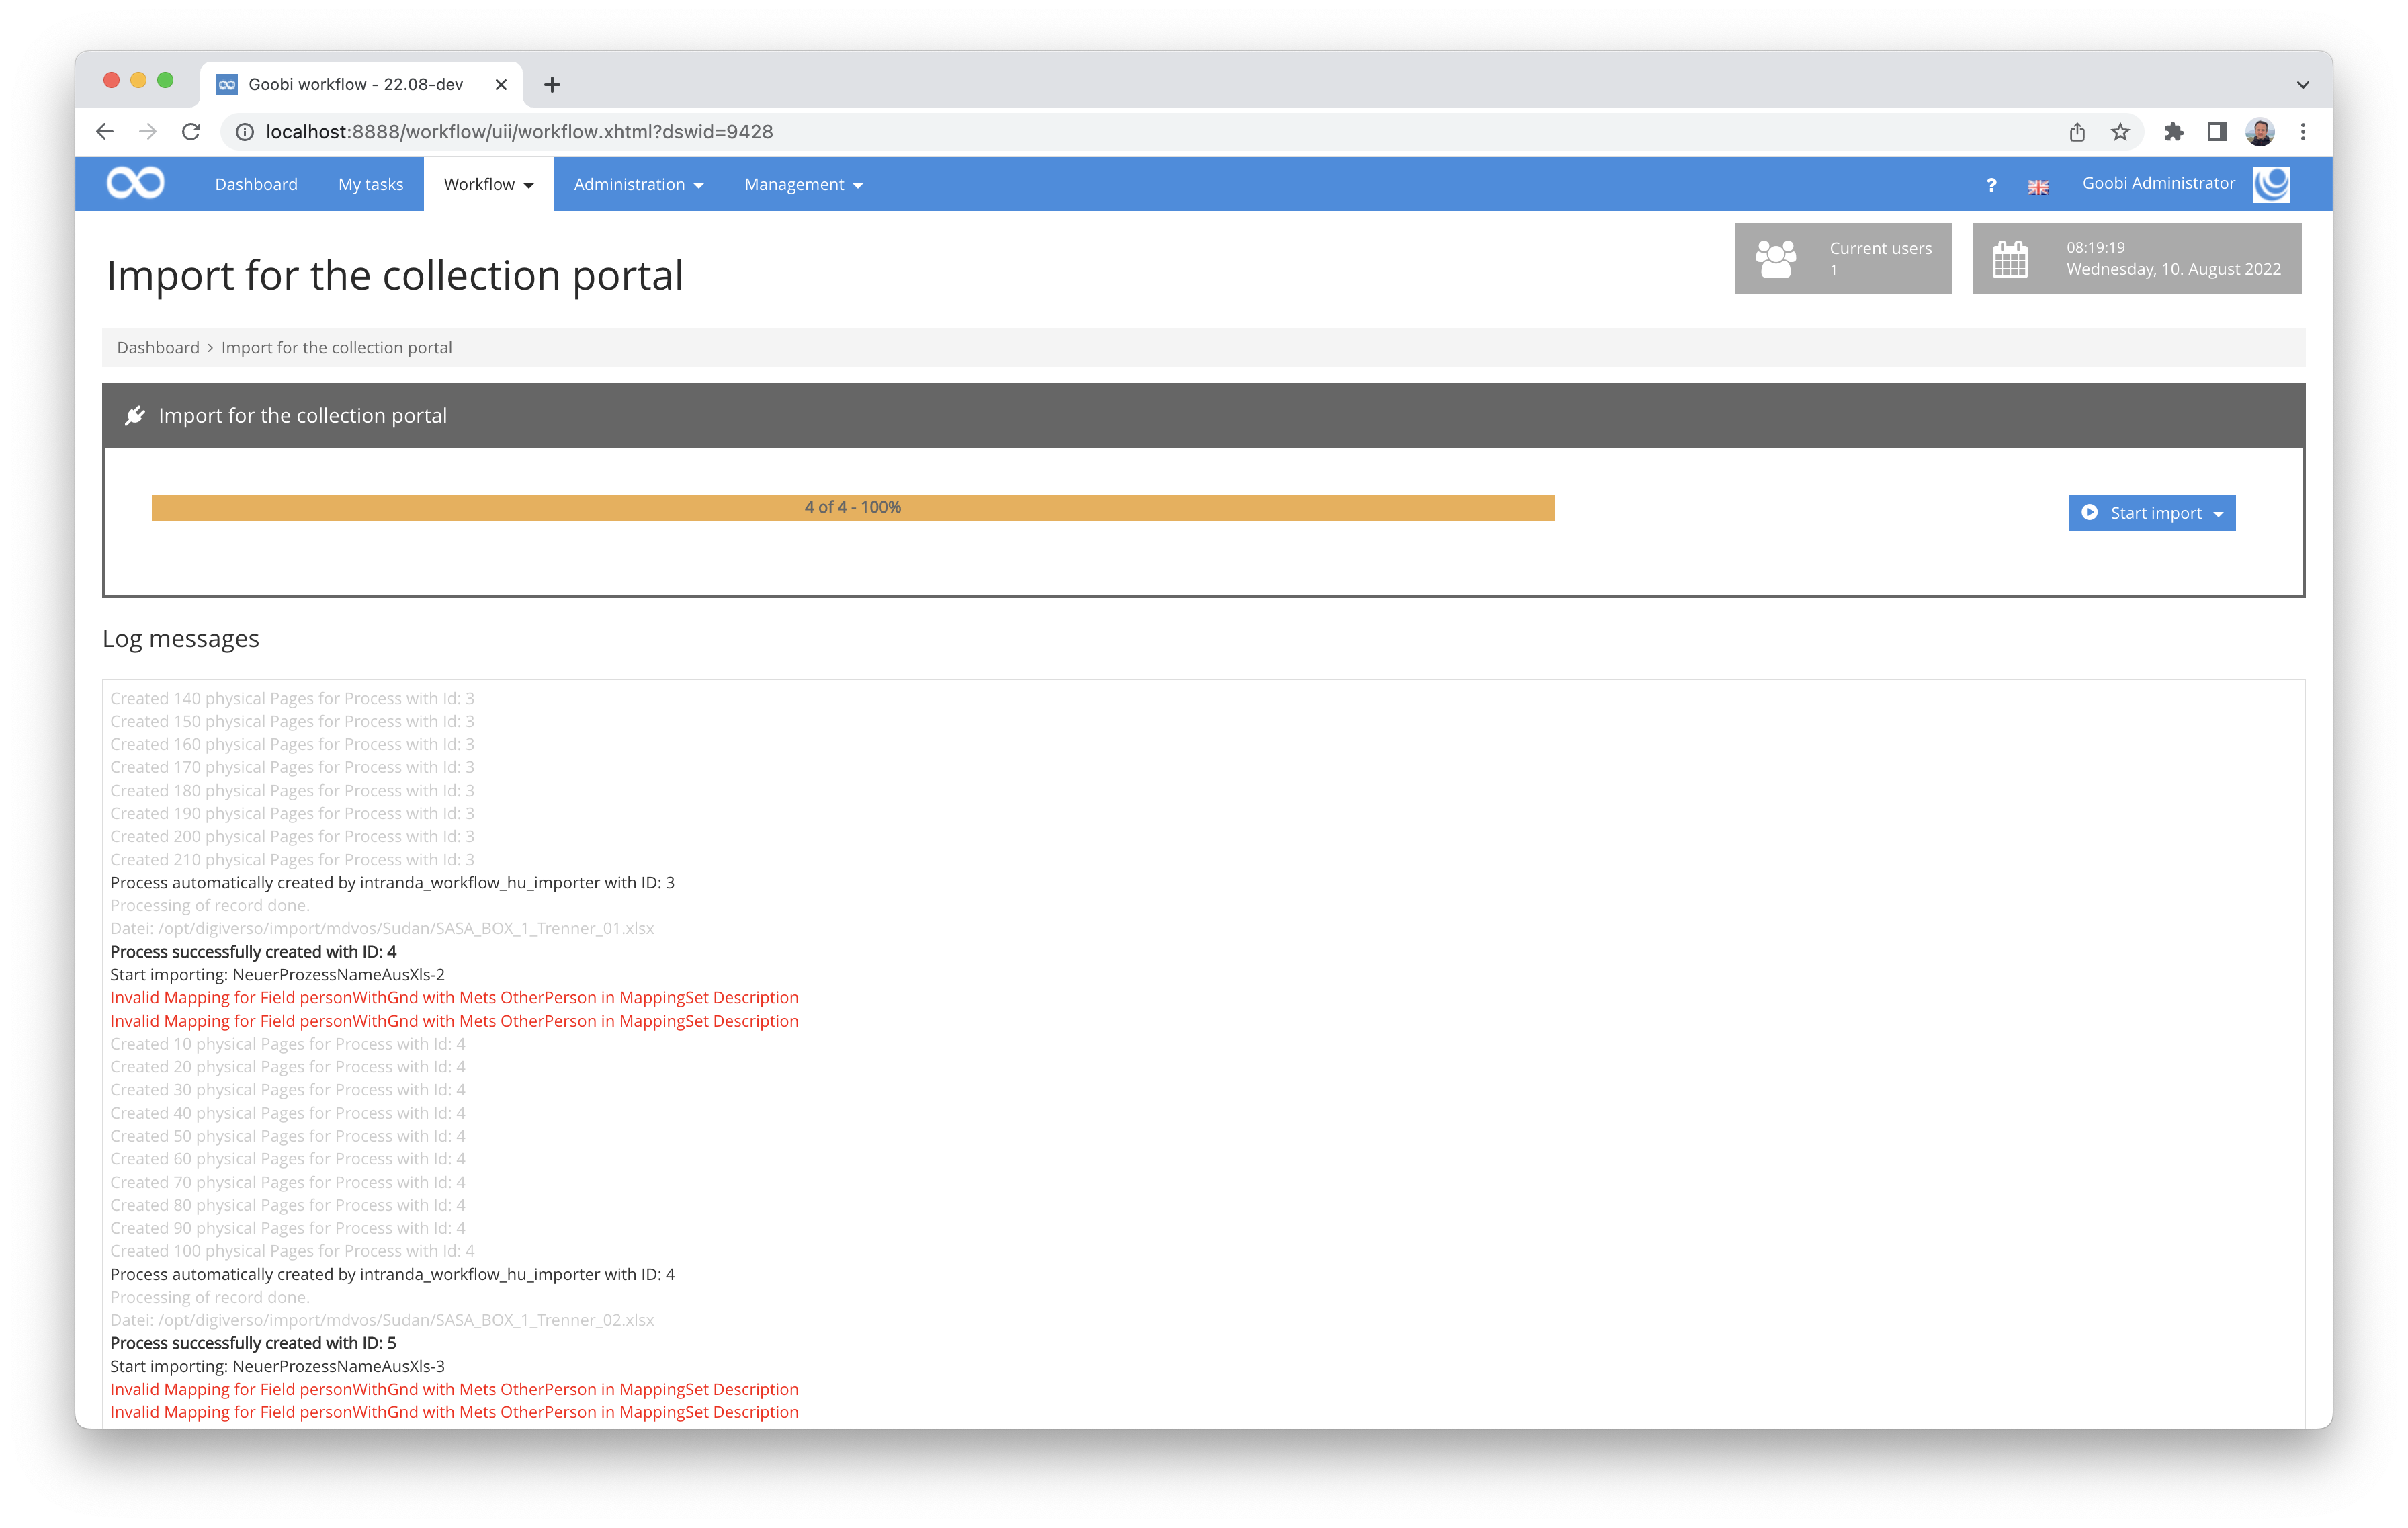 Goobi workflow - 22.08-dev
localhost:8888/workflow/uii/workflow.xhtml?dswid=9428
Dashboard My tasks Workflow Administration Management ? Goobi Administrator
Import for the collection portal
Current users
1
08:19:19
Wednesday, 10. August 2022
Dashboard › Import for the collection portal
Import for the collection portal
4 of 4 - 100%
Start import
Log messages
Created 140 physical Pages for Process with Id: 3
Created 150 physical Pages for Process with Id: 3
Created 160 physical Pages for Process with Id: 3
Created 170 physical Pages for Process with Id: 3
Created 180 physical Pages for Process with Id: 3
Created 190 physical Pages for Process with Id: 3
Created 200 physical Pages for Process with Id: 3
Created 210 physical Pages for Process with Id: 3
Process automatically created by intranda_workflow_hu_importer with ID: 3
Processing of record done.
Datei: /opt/digiverso/import/mdvos/Sudan/SASA_BOX_1_Trenner_01.xlsx
Process successfully created with ID: 4
Start importing: NeuerProzessNameAusXls-2
Invalid Mapping for Field personWithGnd with Mets OtherPerson in MappingSet Description
Invalid Mapping for Field personWithGnd with Mets OtherPerson in MappingSet Description
Created 10 physical Pages for Process with Id: 4
Created 20 physical Pages for Process with Id: 4
Created 30 physical Pages for Process with Id: 4
Created 40 physical Pages for Process with Id: 4
Created 50 physical Pages for Process with Id: 4
Created 60 physical Pages for Process with Id: 4
Created 70 physical Pages for Process with Id: 4
Created 80 physical Pages for Process with Id: 4
Created 90 physical Pages for Process with Id: 4
Created 100 physical Pages for Process with Id: 4
Process automatically created by intranda_workflow_hu_importer with ID: 4
Processing of record done.
Datei: /opt/digiverso/import/mdvos/Sudan/SASA_BOX_1_Trenner_02.xlsx
Process successfully created with ID: 5
Start importing: NeuerProzessNameAusXls-3
Invalid Mapping for Field personWithGnd with Mets OtherPerson in MappingSet Description
Invalid Mapping for Field personWithGnd with Mets OtherPerson in MappingSet Description